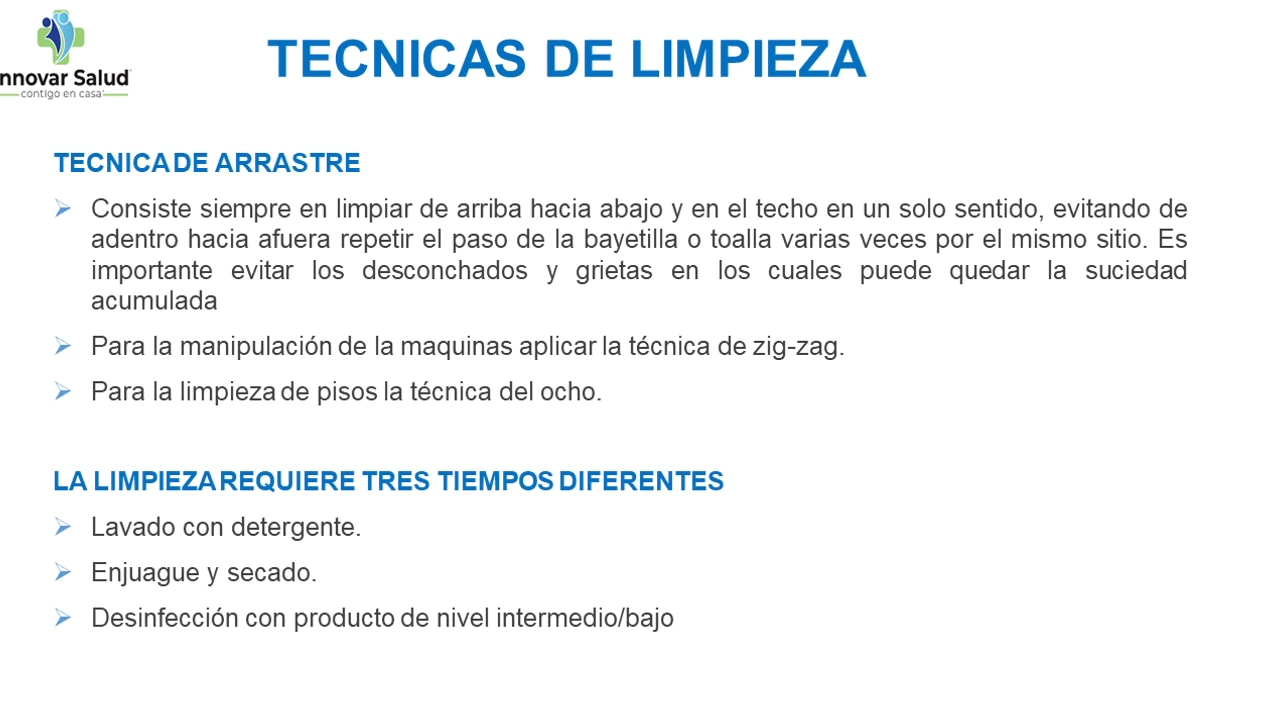 TECNICAS DE LIMPIEZA
nnovar Salud
contigo en casa
TECNICA DE ARRASTRE
Consiste siempre en limpiar de arriba hacia abajo y en el techo en un solo sentido, evitando de
adentro hacia afuera repetir el paso de la bayetilla o toalla varias veces por el mismo sitio. Es
importante evitar los desconchados y grietas en los cuales puede quedar la suciedad
acumulada
Para la manipulación de la maquinas aplicar la técnica de zig-zag.
Para la limpieza de pisos la técnica del ocho.
LA LIMPIEZA REQUIERE TRES TIEMPOS DIFERENTES
Lavado con detergente.
Enjuague y secado.
Desinfección con producto de nivel intermedio/bajo